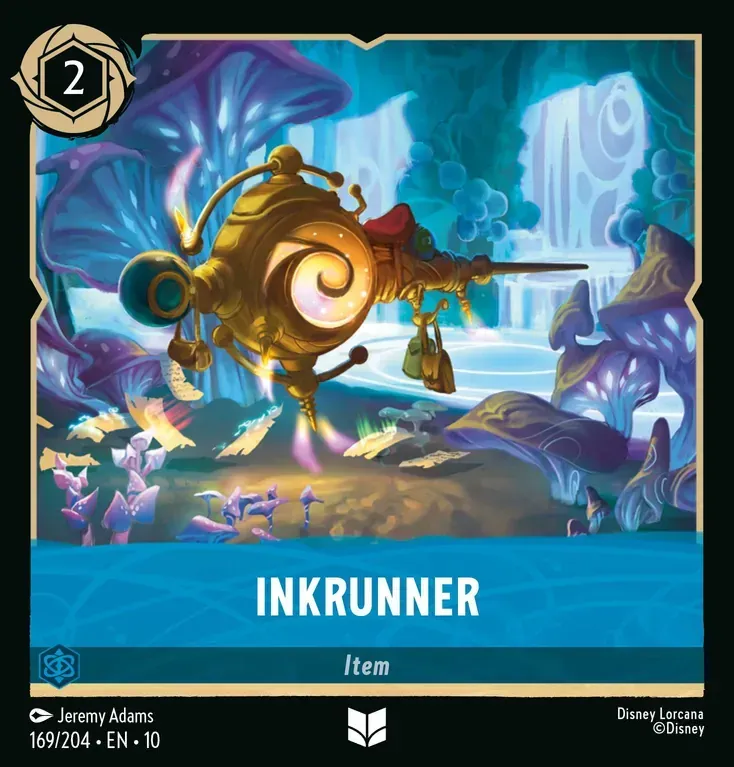 2
INKRUNNER
Item
Jeremy Adams
169/204 • EN • 10
Disney Lorcana
©Disney